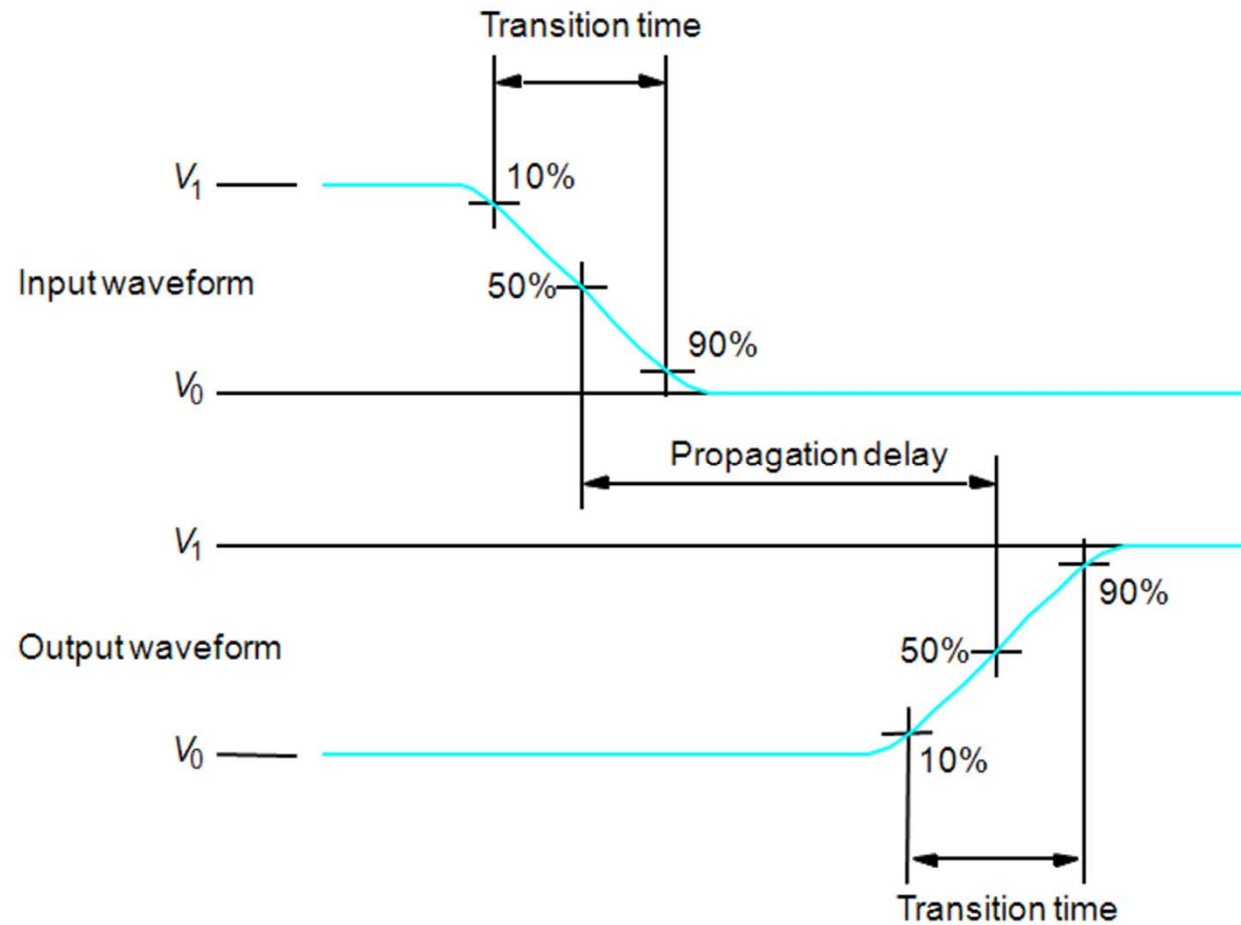 Transition time
V1
10%
Input waveform
50%
90%
V0
Propagation delay
V1
90%
Output waveform
50%
V0
10%
Transition time